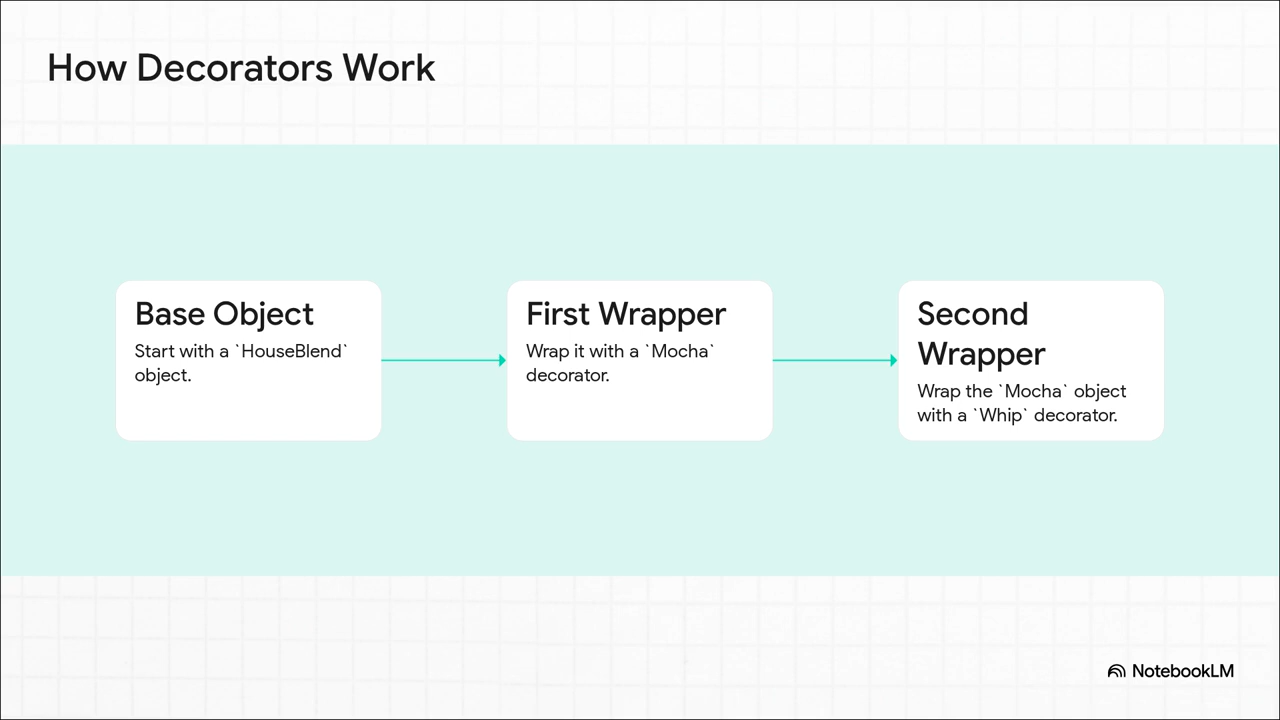 How Decorators Work
Base Object
Start with a `HouseBlend`
object.
First Wrapper
Wrap it with a `Mocha`
decorator.
Second
Wrapper
Wrap the `Mocha` object
with a `Whip` decorator.
NotebookLM